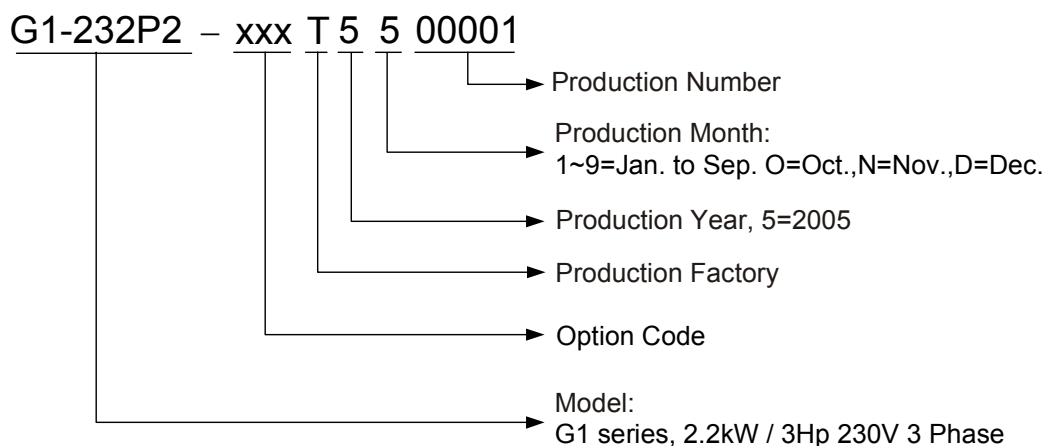 G1-232P2 – xxx T 5 5 00001
Production Number
Production Month:
1~9=Jan. to Sep. O=Oct.,N=Nov.,D=Dec.
Production Year, 5=2005
Production Factory
Option Code
Model:
G1 series, 2.2kW / 3Hp 230V 3 Phase